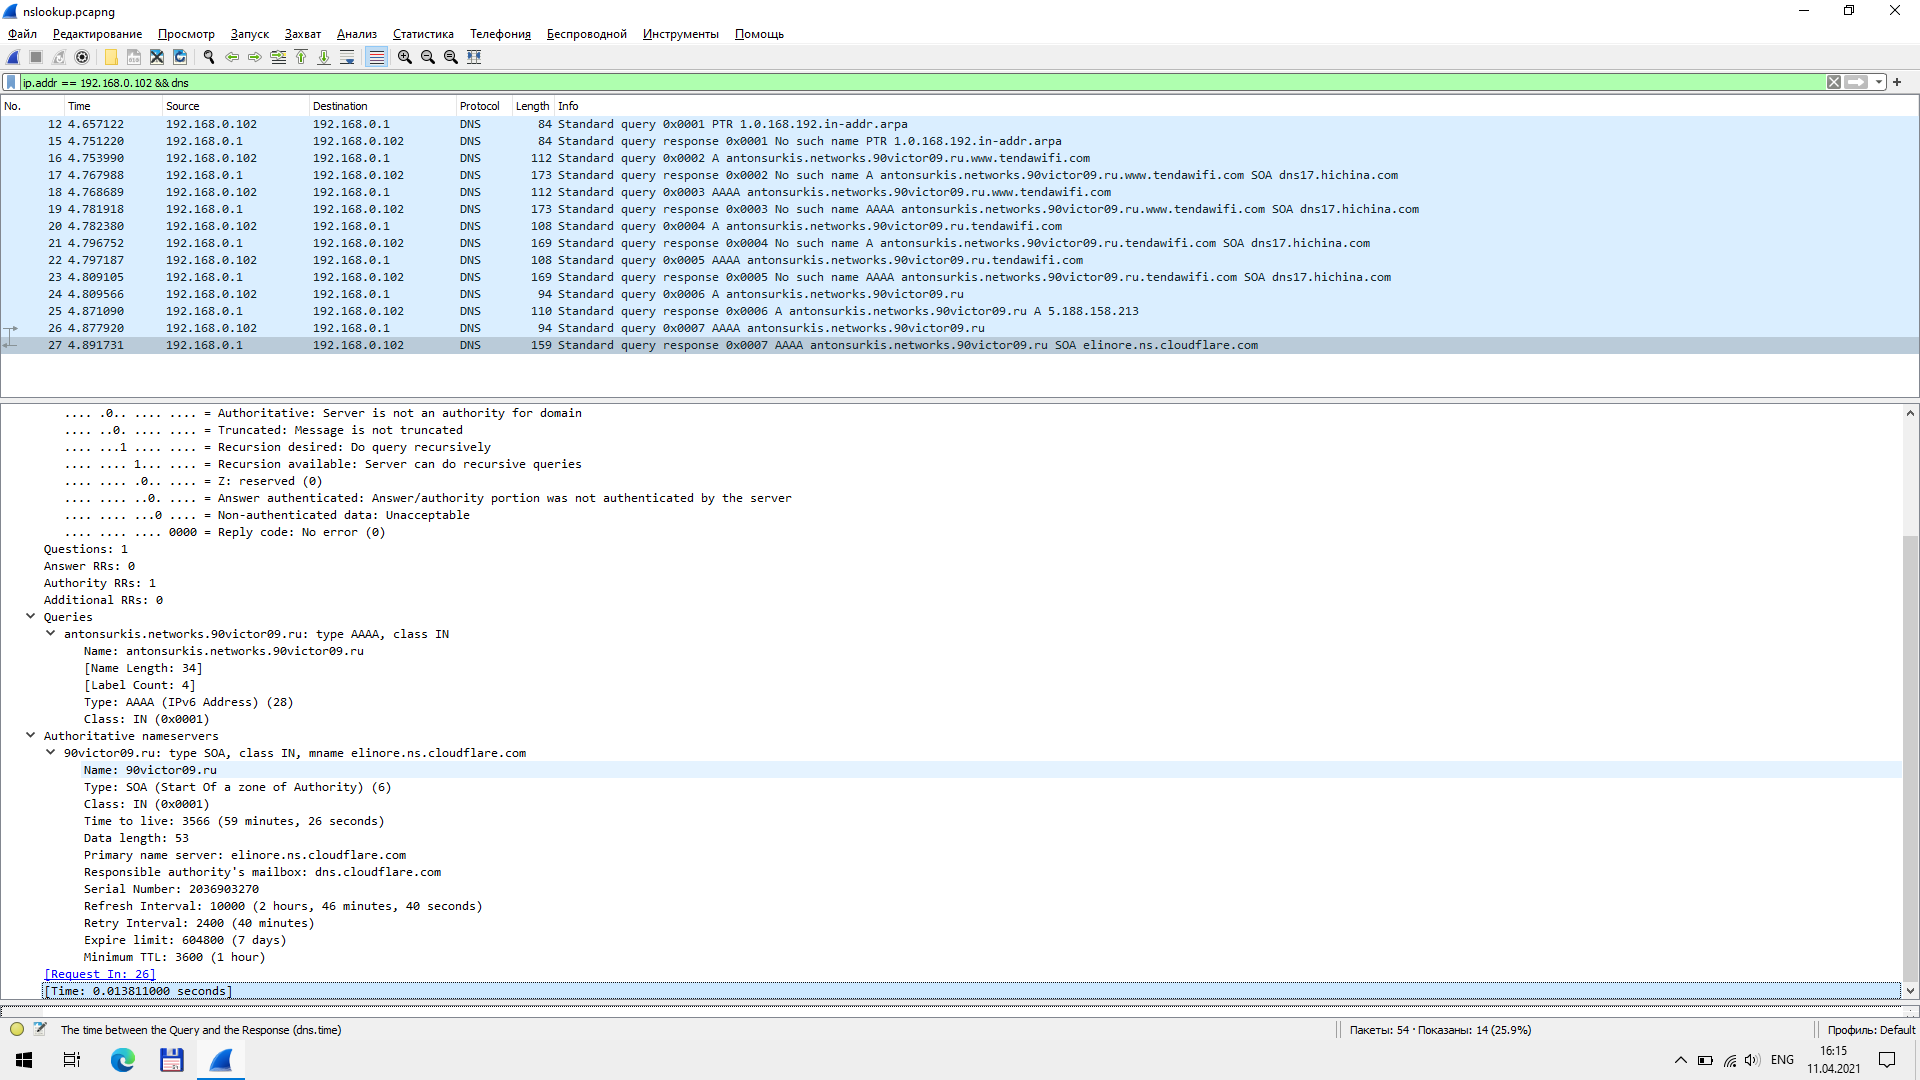 nslookup.pcapng
Файл Редактирование Просмотр Запуск Захват Анализ Статистика Телефония Беспроводной Инструменты Помощь
ip.addr == 192.168.0.102 && dns
No. Time Source Destination Protocol Length Info
12 4.657122 192.168.0.102 192.168.0.1 DNS 84 Standard query 0x0001 PTR 1.0.168.192.in-addr.arpa
15 4.751220 192.168.0.1 192.168.0.102 DNS 84 Standard query response 0x0001 No such name PTR 1.0.168.192.in-addr.arpa
16 4.753990 192.168.0.102 192.168.0.1 DNS 112 Standard query 0x0002 A antonsurkis.networks.90victor09.ru.www.tendawifi.com
17 4.767988 192.168.0.1 192.168.0.102 DNS 173 Standard query response 0x0002 No such name A antonsurkis.networks.90victor09.ru.www.tendawifi.com SOA dns17.hichina.com
18 4.768689 192.168.0.102 192.168.0.1 DNS 112 Standard query 0x0003 AAAA antonsurkis.networks.90victor09.ru.www.tendawifi.com
19 4.781918 192.168.0.1 192.168.0.102 DNS 173 Standard query response 0x0003 No such name AAAA antonsurkis.networks.90victor09.ru.www.tendawifi.com SOA dns17.hichina.com
20 4.782380 192.168.0.102 192.168.0.1 DNS 108 Standard query 0x0004 A antonsurkis.networks.90victor09.ru.tendawifi.com
21 4.796752 192.168.0.1 192.168.0.102 DNS 169 Standard query response 0x0004 No such name A antonsurkis.networks.90victor09.ru.tendawifi.com SOA dns17.hichina.com
22 4.797187 192.168.0.102 192.168.0.1 DNS 108 Standard query 0x0005 AAAA antonsurkis.networks.90victor09.ru.tendawifi.com
23 4.809105 192.168.0.1 192.168.0.102 DNS 169 Standard query response 0x0005 No such name AAAA antonsurkis.networks.90victor09.ru.tendawifi.com SOA dns17.hichina.com
24 4.809566 192.168.0.102 192.168.0.1 DNS 94 Standard query 0x0006 A antonsurkis.networks.90victor09.ru
25 4.871090 192.168.0.1 192.168.0.102 DNS 110 Standard query response 0x0006 A antonsurkis.networks.90victor09.ru A 5.188.158.213
26 4.877920 192.168.0.102 192.168.0.1 DNS 94 Standard query 0x0007 AAAA antonsurkis.networks.90victor09.ru
27 4.891731 192.168.0.1 192.168.0.102 DNS 159 Standard query response 0x0007 AAAA antonsurkis.networks.90victor09.ru SOA elinore.ns.cloudflare.com
.... .0.. .... .... = Authoritative: Server is not an authority for domain
.... ..0. .... .... = Truncated: Message is not truncated
.... ...1 .... .... = Recursion desired: Do query recursively
.... .... 1... .... = Recursion available: Server can do recursive queries
.... .... .0.. .... = Z: reserved (0)
.... .... ..0. .... = Answer authenticated: Answer/authority portion was not authenticated by the server
.... .... ...0 .... = Non-authenticated data: Unacceptable
.... .... .... 0000 = Reply code: No error (0)
Questions: 1
Answer RRs: 0
Authority RRs: 1
Additional RRs: 0
Queries
antonsurkis.networks.90victor09.ru: type AAAA, class IN
Name: antonsurkis.networks.90victor09.ru
[Name Length: 34]
[Label Count: 4]
Type: AAAA (IPv6 Address) (28)
Class: IN (0x0001)
Authoritative nameservers
90victor09.ru: type SOA, class IN, mname elinore.ns.cloudflare.com
Name: 90victor09.ru
Type: SOA (Start Of a zone of Authority) (6)
Class: IN (0x0001)
Time to live: 3566 (59 minutes, 26 seconds)
Data length: 53
Primary name server: elinore.ns.cloudflare.com
Responsible authority's mailbox: dns.cloudflare.com
Serial Number: 2036903270
Refresh Interval: 10000 (2 hours, 46 minutes, 40 seconds)
Retry Interval: 2400 (40 minutes)
Expire limit: 604800 (7 days)
Minimum TTL: 3600 (1 hour)
[Request In: 26]
[Time: 0.013811000 seconds]
The time between the Query and the Response (dns.time) Пакеты: 54 · Показаны: 14 (25.9%) Профиль: Default
ENG 16:15
11.04.2021